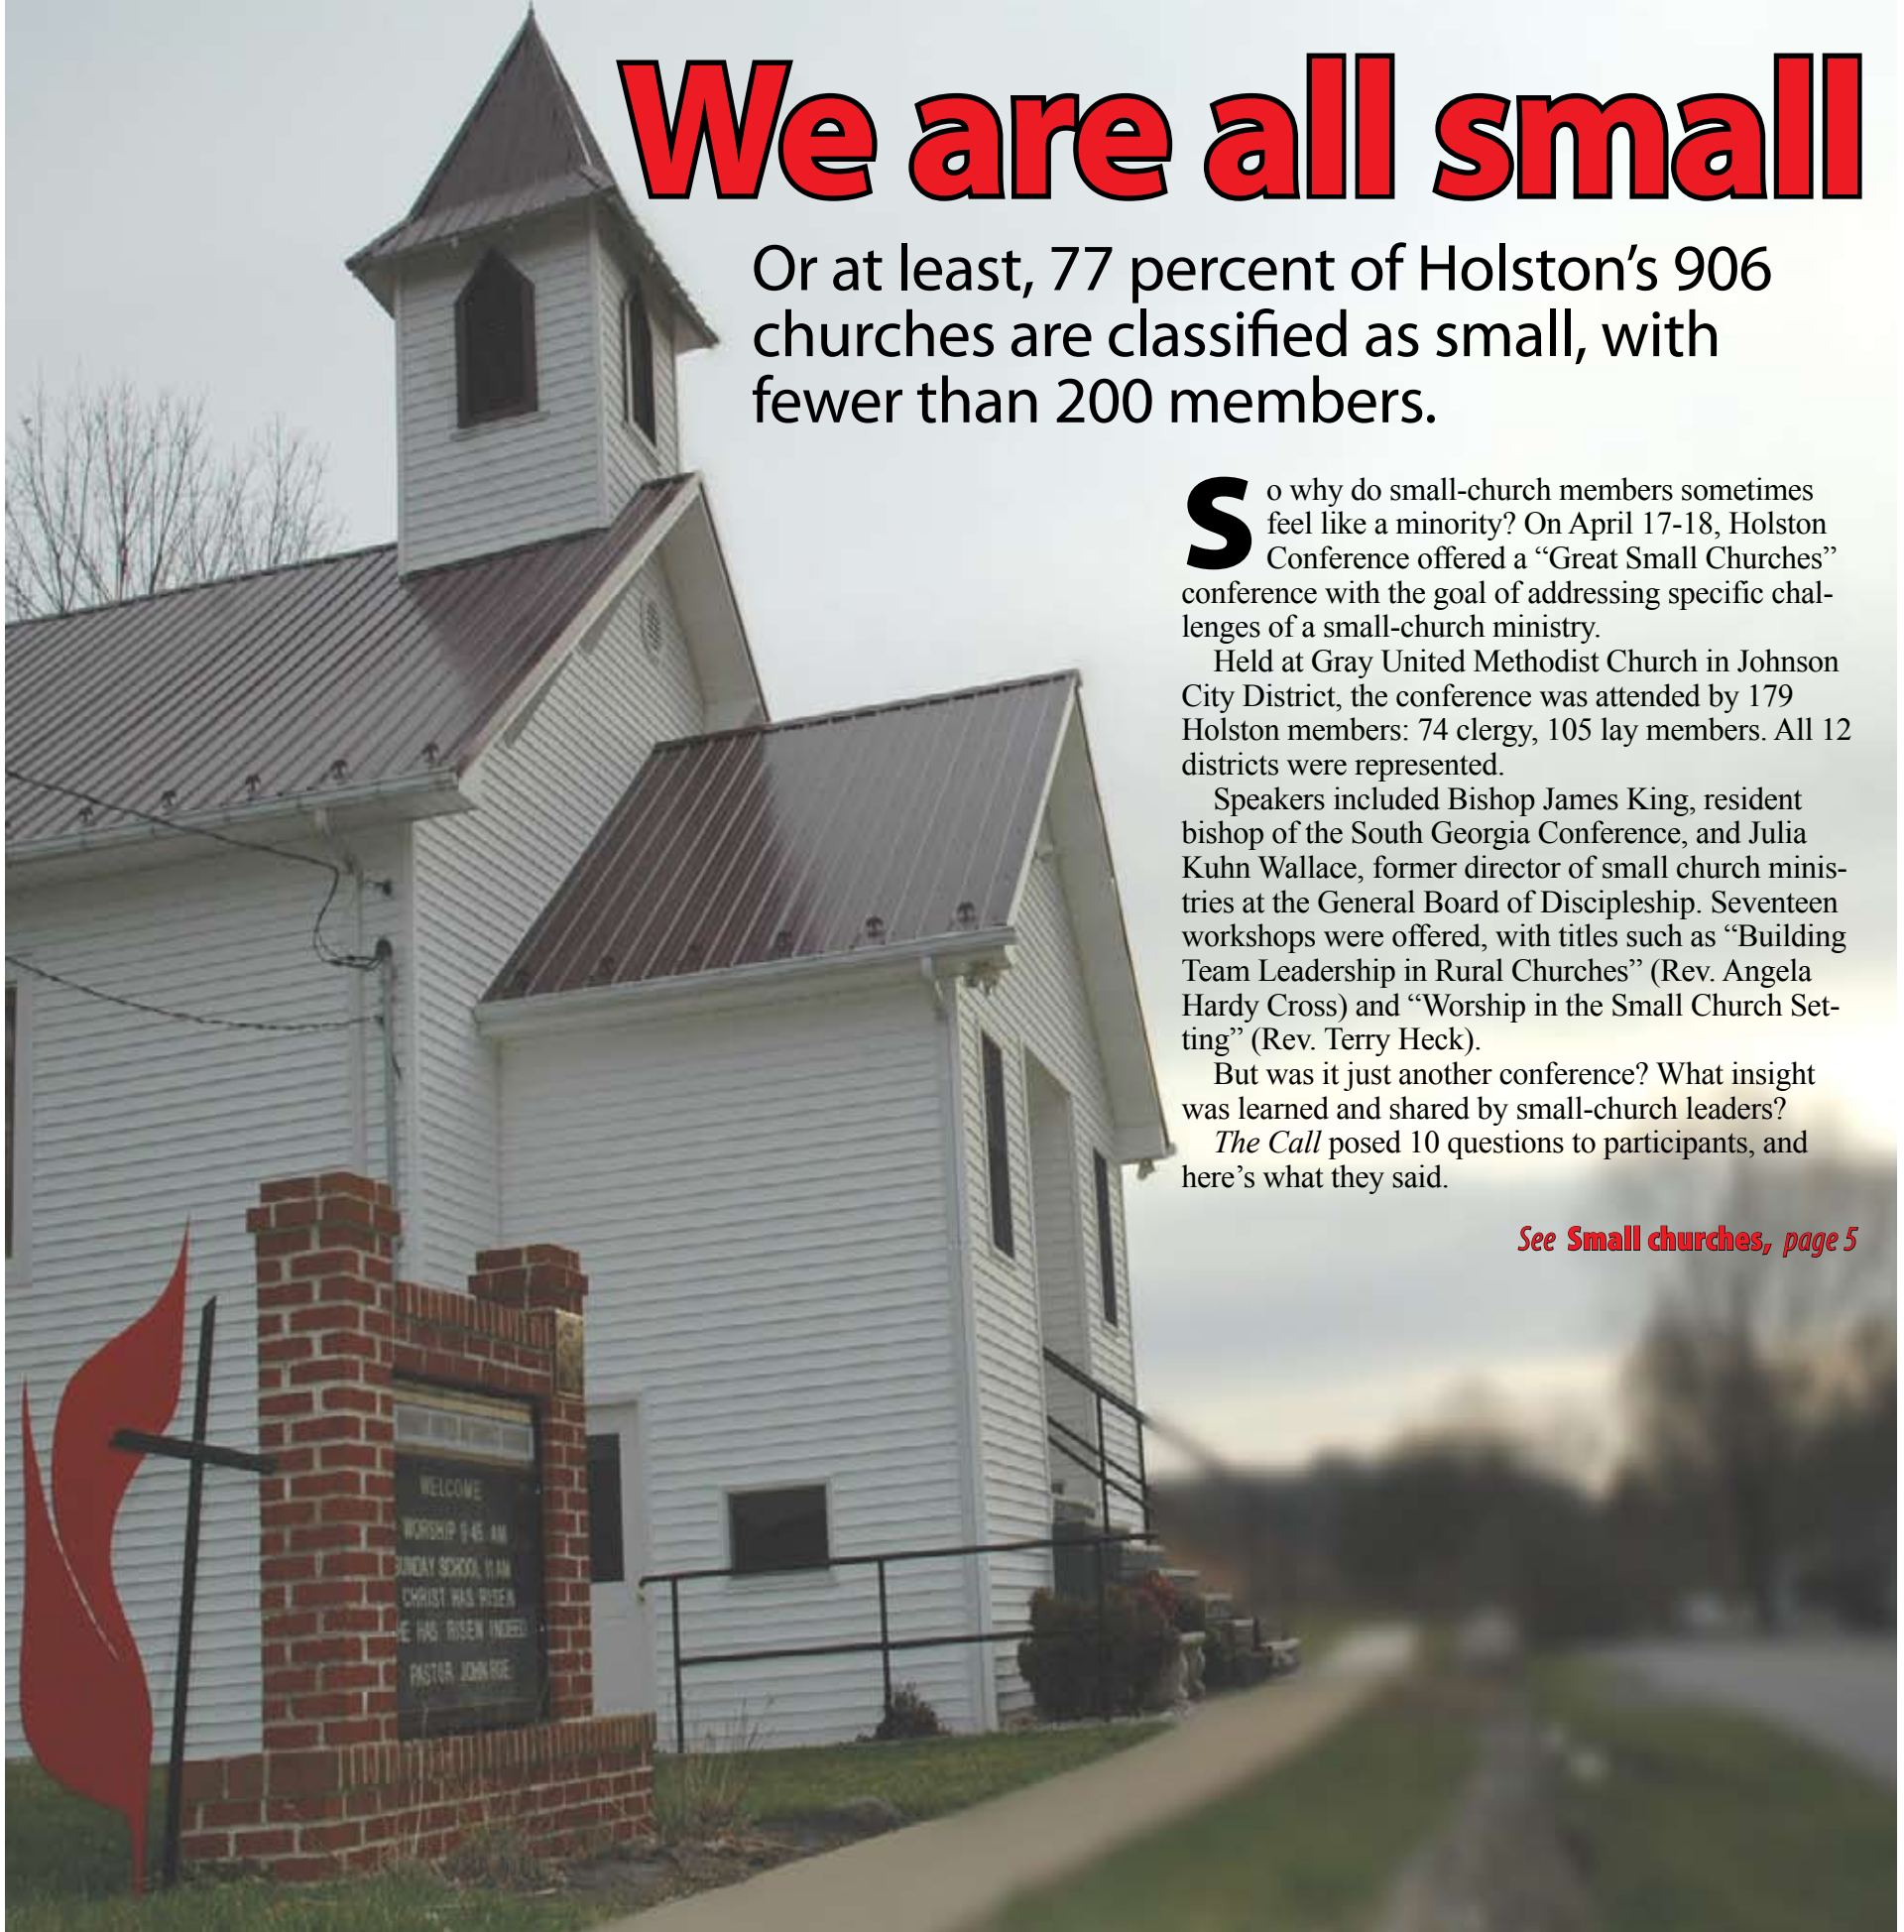 We are all small
Or at least, 77 percent of Holston’s 906
churches are classified as small, with
fewer than 200 members.
So why do small-church members sometimes
feel like a minority? On April 17-18, Holston
Conference offered a “Great Small Churches”
conference with the goal of addressing specific chal-
lenges of a small-church ministry.
Held at Gray United Methodist Church in Johnson
City District, the conference was attended by 179
Holston members: 74 clergy, 105 lay members. All 12
districts were represented.
Speakers included Bishop James King, resident
bishop of the South Georgia Conference, and Julia
Kuhn Wallace, former director of small church minis-
tries at the General Board of Discipleship. Seventeen
workshops were offered, with titles such as “Building
Team Leadership in Rural Churches” (Rev. Angela
Hardy Cross) and “Worship in the Small Church Set-
ting” (Rev. Terry Heck).
But was it just another conference? What insight
was learned and shared by small-church leaders?
The Call posed 10 questions to participants, and
here’s what they said.
See Small churches, page 5
WELCOME
WORSHIP 9:45 AM
SUNDAY SCHOOL 11 AM
CHRIST HAS RISEN
HE HAS RISEN INDEED
PASTOR JOHN